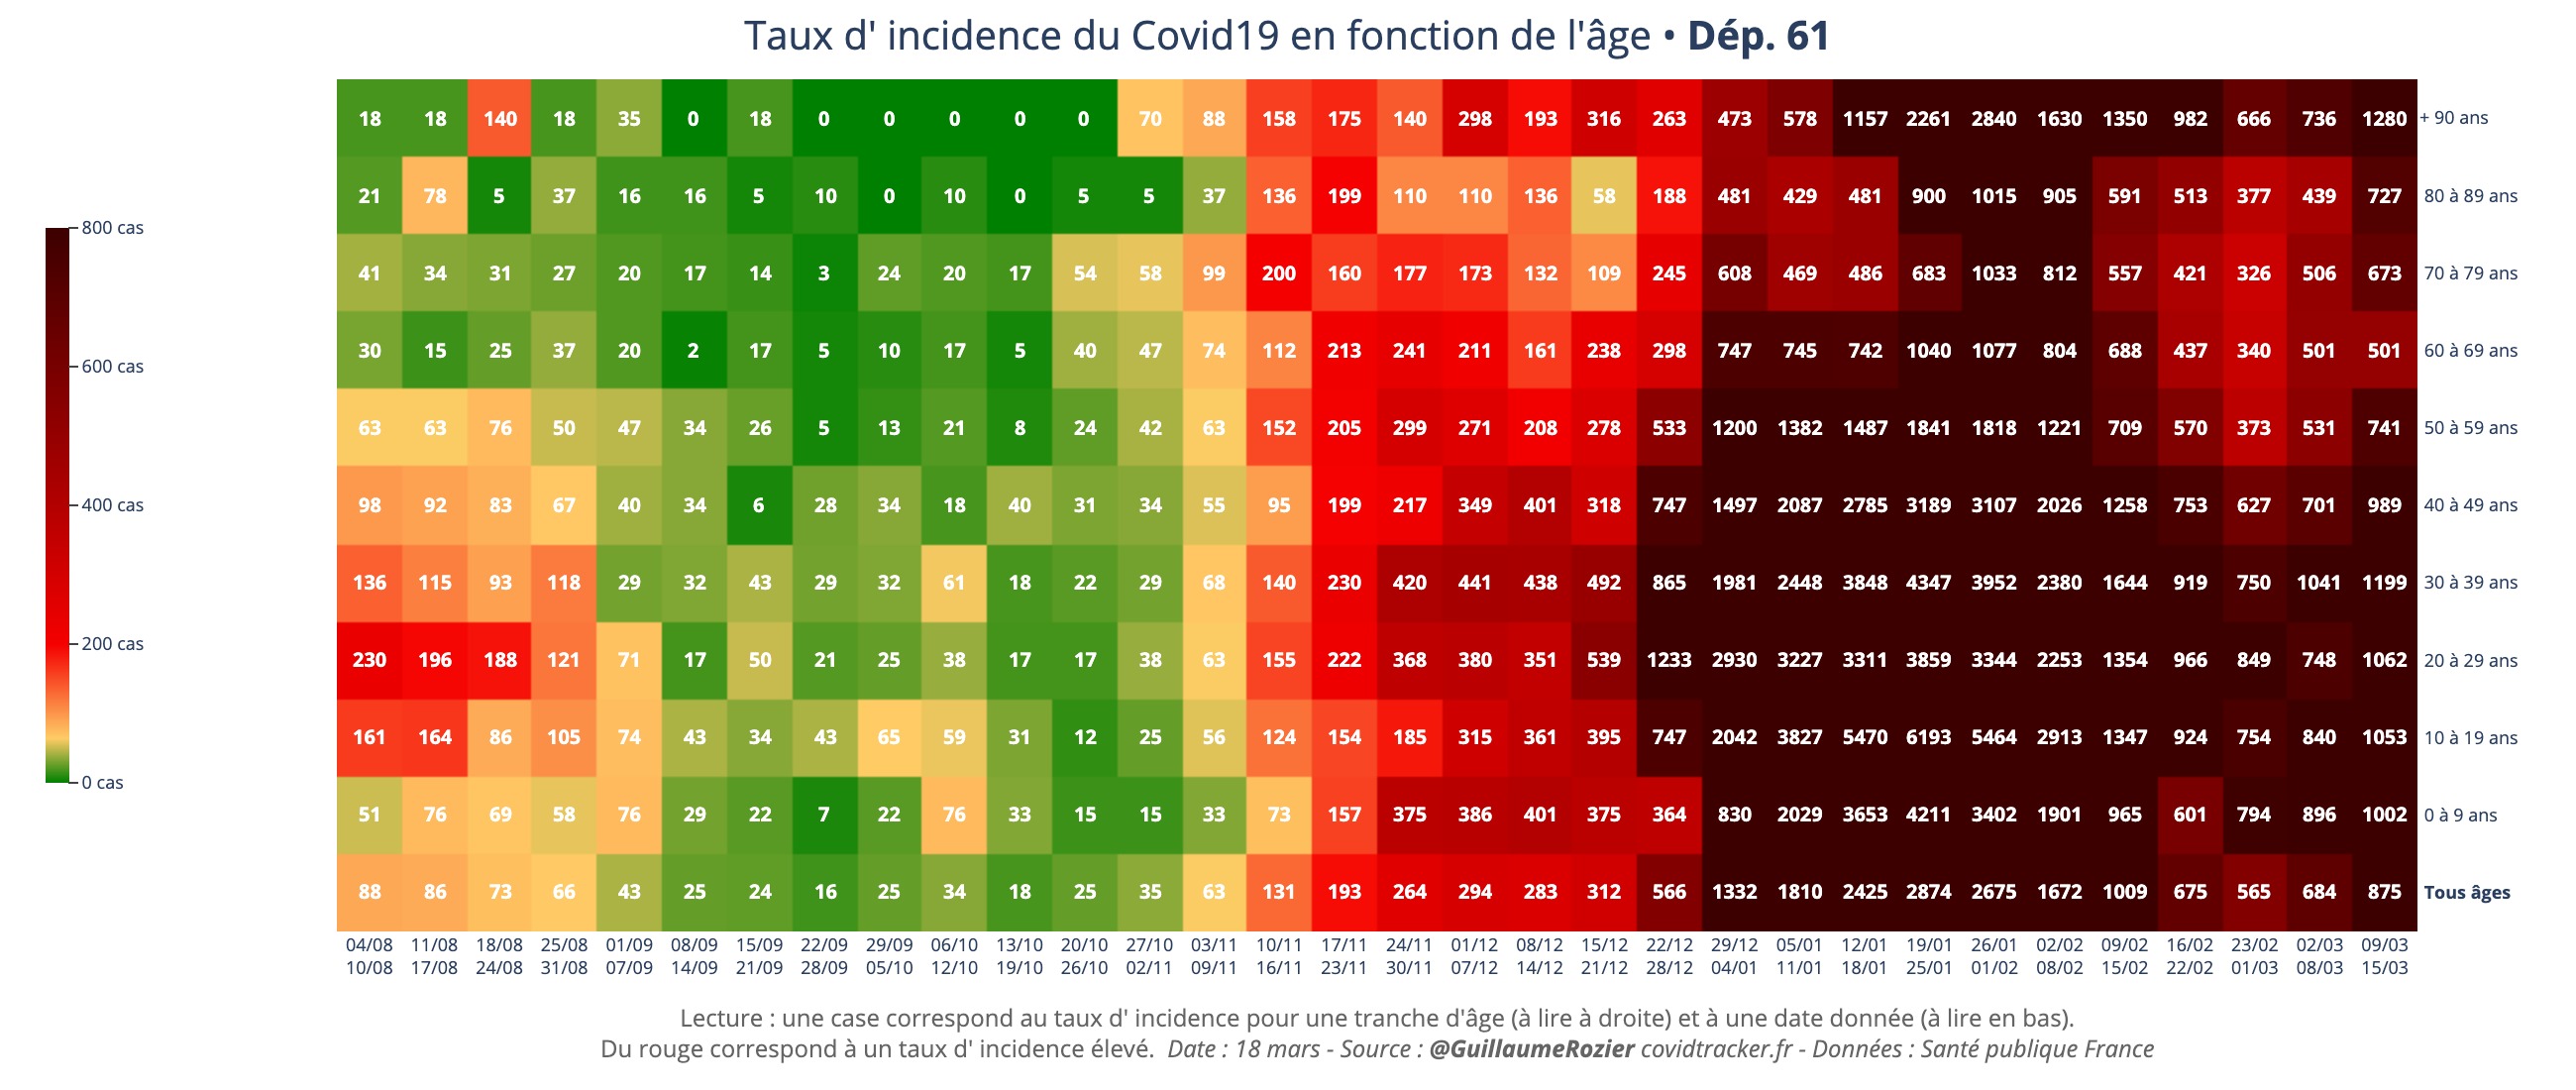 Taux d' incidence du Covid19 en fonction de l'âge • Dép. 61
18 18 140 18 35 0 18 0 0 0 0 0 70 88 158 175 140 298 193 316 263 473 578 1157 2261 2840 1630 1350 982 666 736 1280 + 90 ans
21 78 5 37 16 16 5 10 0 10 0 5 5 37 136 199 110 110 136 58 188 481 429 481 900 1015 905 591 513 377 439 727 80 à 89 ans
800 cas
41 34 31 27 20 17 14 3 24 20 17 54 58 99 200 160 177 173 132 109 245 608 469 486 683 1033 812 557 421 326 506 673 70 à 79 ans
30 15 25 37 20 2 17 5 10 17 5 40 47 74 112 213 241 211 161 238 298 747 745 742 1040 1077 804 688 437 340 501 501 60 à 69 ans
600 cas
63 63 76 50 47 34 26 5 13 21 8 24 42 63 152 205 299 271 208 278 533 1200 1382 1487 1841 1818 1221 709 570 373 531 741 50 à 59 ans
400 cas
98 92 83 67 40 34 6 28 34 18 40 31 34 55 95 199 217 349 401 318 747 1497 2087 2785 3189 3107 2026 1258 753 627 701 989 40 à 49 ans
136 115 93 118 29 32 43 29 32 61 18 22 29 68 140 230 420 441 438 492 865 1981 2448 3848 4347 3952 2380 1644 919 750 1041 1199 30 à 39 ans
200 cas
230 196 188 121 71 17 50 21 25 38 17 17 38 63 155 222 368 380 351 539 1233 2930 3227 3311 3859 3344 2253 1354 966 849 748 1062 20 à 29 ans
161 164 86 105 74 43 34 43 65 59 31 12 25 56 124 154 185 315 361 395 747 2042 3827 5470 6193 5464 2913 1347 924 754 840 1053 10 à 19 ans
0 cas
51 76 69 58 76 29 22 7 22 76 33 15 15 33 73 157 375 386 401 375 364 830 2029 3653 4211 3402 1901 965 601 794 896 1002 0 à 9 ans
88 86 73 66 43 25 24 16 25 34 18 25 35 63 131 193 264 294 283 312 566 1332 1810 2425 2874 2675 1672 1009 675 565 684 875 Tous âges
04/08 11/08 18/08 25/08 01/09 08/09 15/09 22/09 29/09 06/10 13/10 20/10 27/10 03/11 10/11 17/11 24/11 01/12 08/12 15/12 22/12 29/12 05/01 12/01 19/01 26/01 02/02 09/02 16/02 23/02 02/03 09/03
10/08 17/08 24/08 31/08 07/09 14/09 21/09 28/09 05/10 12/10 19/10 26/10 02/11 09/11 16/11 23/11 30/11 07/12 14/12 21/12 28/12 04/01 11/01 18/01 25/01 01/02 08/02 15/02 22/02 01/03 08/03 15/03
Lecture : une case correspond au taux d' incidence pour une tranche d'âge (à lire à droite) et à une date donnée (à lire en bas).
Du rouge correspond à un taux d' incidence élevé. Date : 18 mars - Source : @GuillaumeRozier covidtracker.fr - Données : Santé publique France